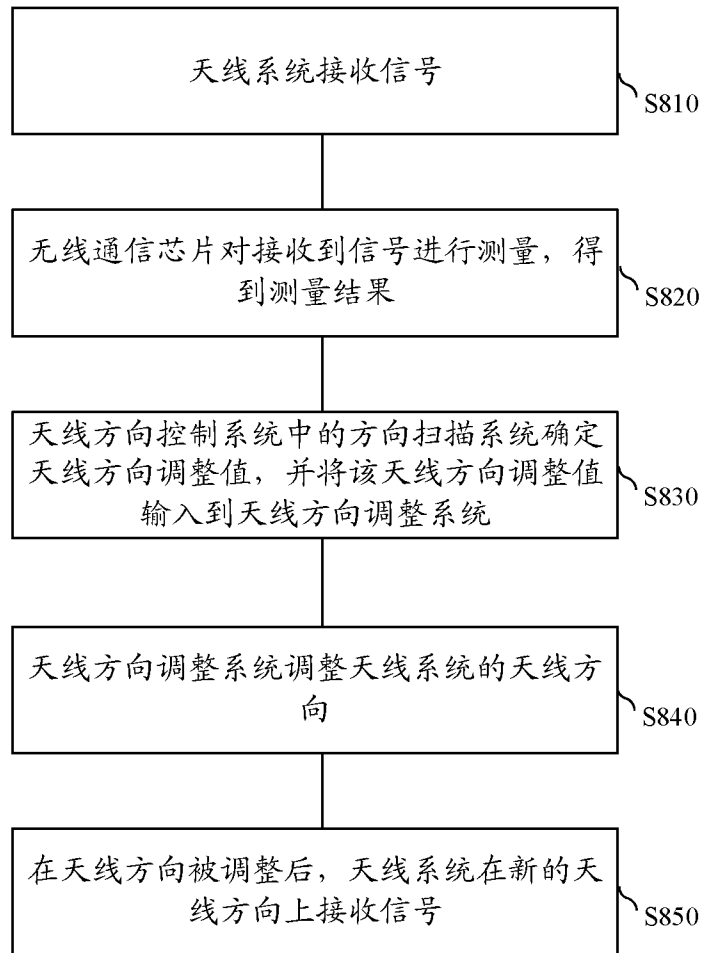 天线系统接收信号
S810
无线通信芯片对接收到信号进行测量，得
到测量结果
S820
天线方向控制系统中的方向扫描系统确定
天线方向调整值，并将该天线方向调整值
输入到天线方向调整系统
S830
天线方向调整系统调整天线系统的天线方
向
S840
在天线方向被调整后，天线系统在新的天
线方向上接收信号
S850